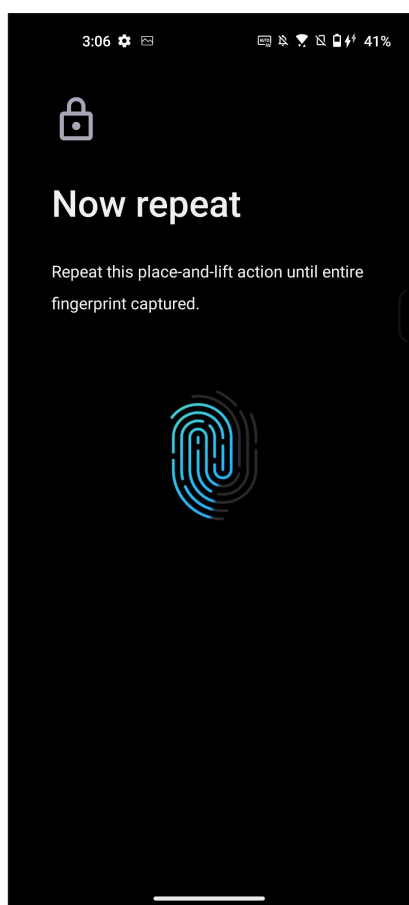 3:06 41%
Now repeat
Repeat this place-and-lift action until entire
fingerprint captured.